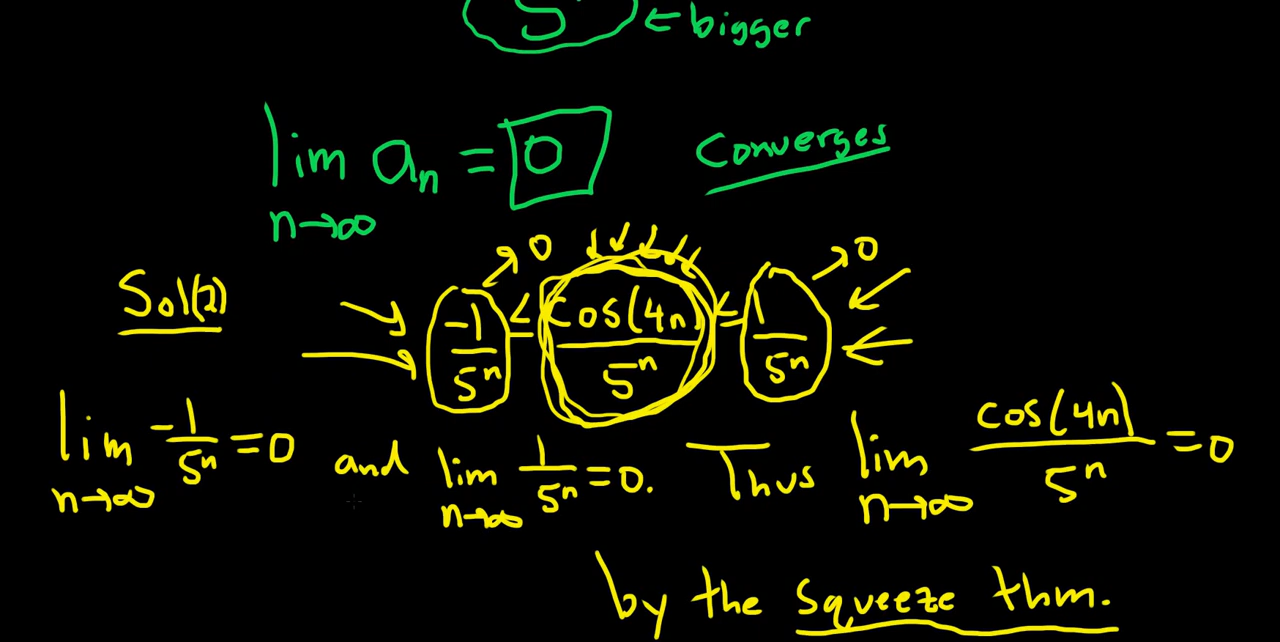 5 ← bigger
lim aₙ = 0 Converges
n→∞
→0 →0
Sol(2) -1/5ⁿ ≤ cos(4n)/5ⁿ ≤ 1/5ⁿ
lim -1/5ⁿ = 0 and lim 1/5ⁿ = 0. Thus lim cos(4n)/5ⁿ = 0
n→∞ n→∞ n→∞
by the squeeze thm.